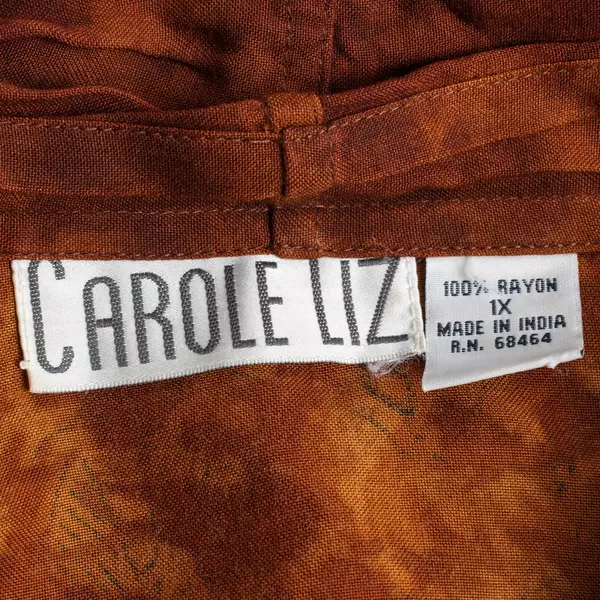 CAROLE LIZ
100% RAYON
1X
MADE IN INDIA
R.N. 68464